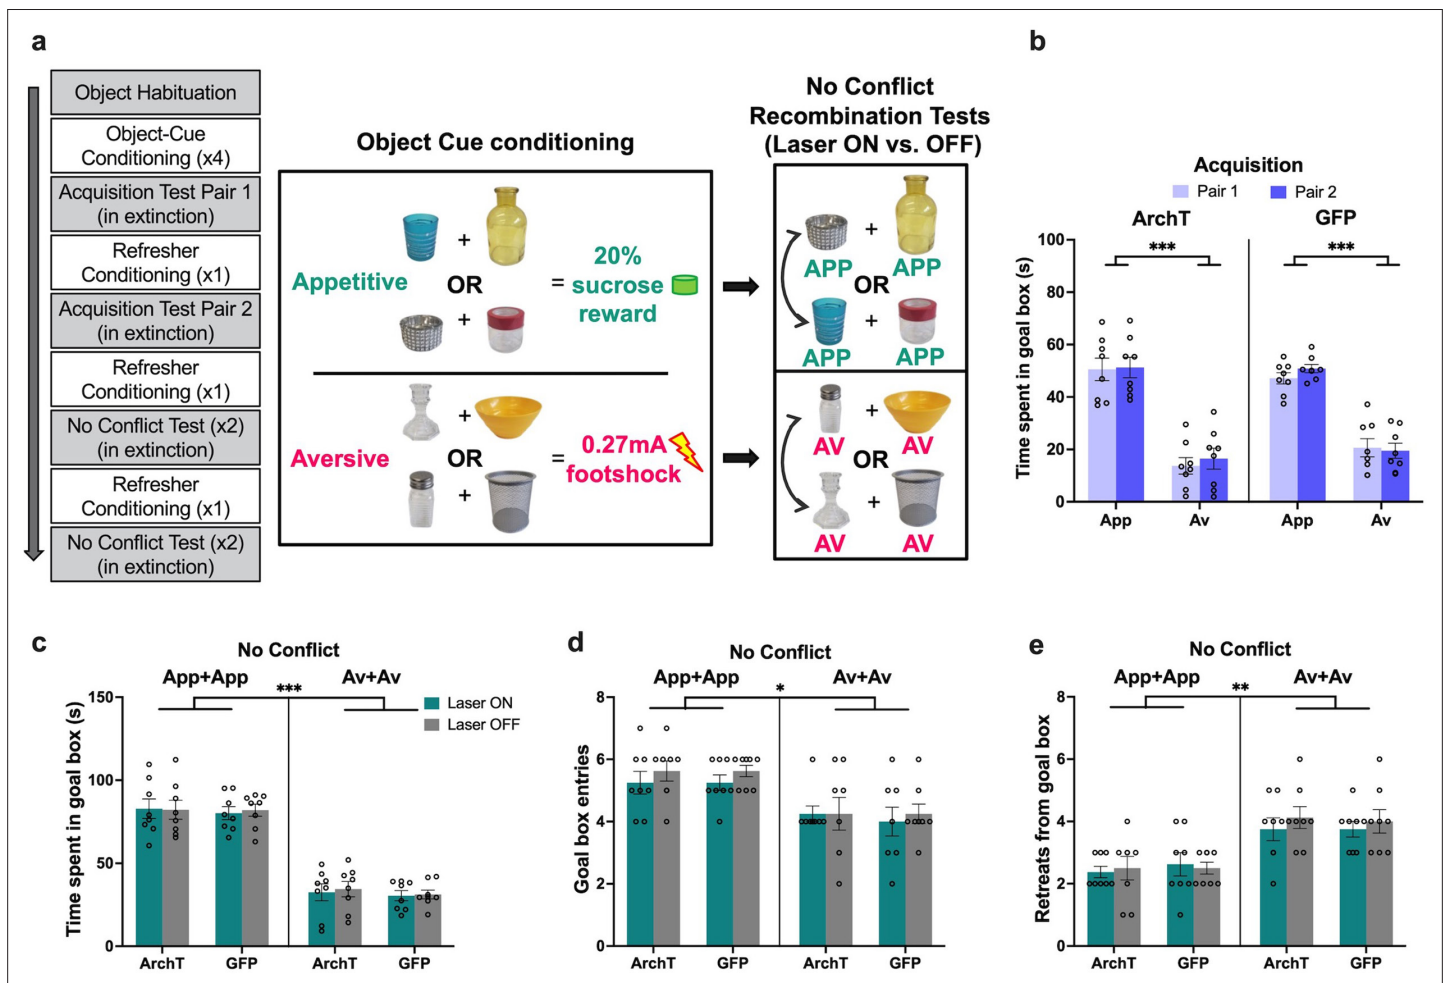 a
Object Habituation
Object-Cue
Conditioning (x4)
Acquisition Test Pair 1
(in extinction)
Refresher
Conditioning (x1)
Acquisition Test Pair 2
(in extinction)
Refresher
Conditioning (x1)
No Conflict Test (x2)
(in extinction)
Refresher
Conditioning (x1)
No Conflict Test (x2)
(in extinction)
Object Cue conditioning
Appetitive
+
OR
+
= 20%
sucrose
reward
Aversive
+
OR
+
= 0.27mA
footshock
No Conflict
Recombination Tests
(Laser ON vs. OFF)
+
APP APP
OR
+
APP APP
+
AV AV
OR
+
AV AV
b
Acquisition
Pair 1 Pair 2
ArchT GFP
*** ***
Time spent in goal box (s)
100
80
60
40
20
0
App Av App Av
c
No Conflict
App+App Av+Av
***
Laser ON
Laser OFF
Time spent in goal box (s)
150
100
50
0
ArchT GFP ArchT GFP
d
No Conflict
App+App Av+Av
*
Goal box entries
8
6
4
2
0
ArchT GFP ArchT GFP
e
No Conflict
App+App Av+Av
**
Retreats from goal box
8
6
4
2
0
ArchT GFP ArchT GFP